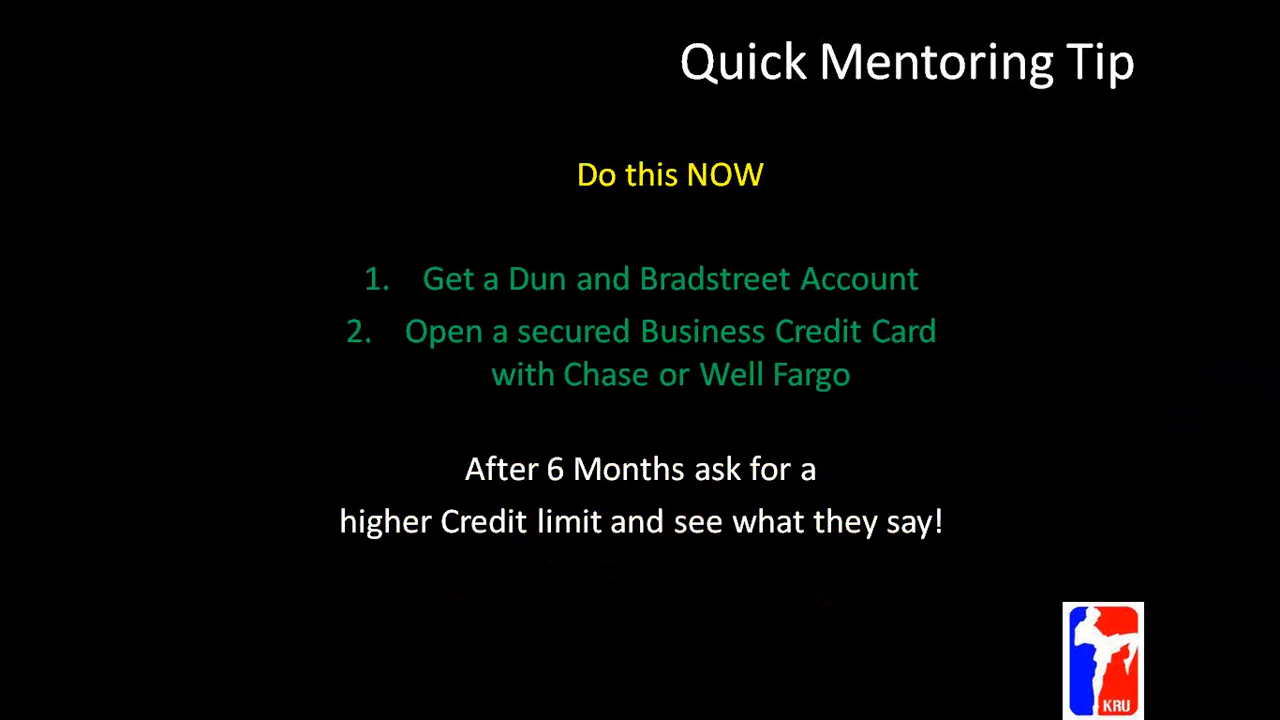 Quick Mentoring Tip
Do this NOW
1. Get a Dun and Bradstreet Account
2. Open a secured Business Credit Card
with Chase or Well Fargo
After 6 Months ask for a
higher Credit limit and see what they say!
KRU